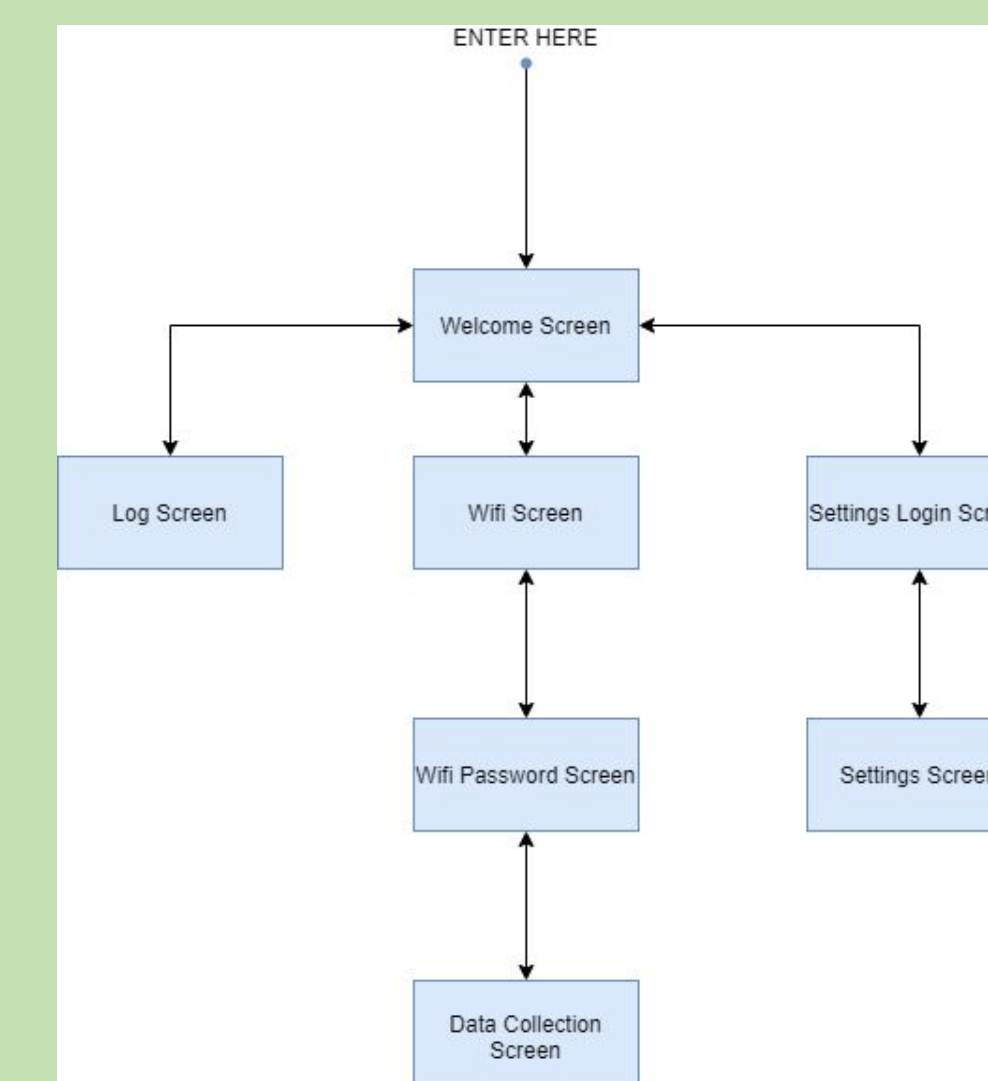 ENTER HERE
Welcome Screen
Log Screen
Wifi Screen
Settings Login Scr
Wifi Password Screen
Settings Screen
Data Collection
Screen